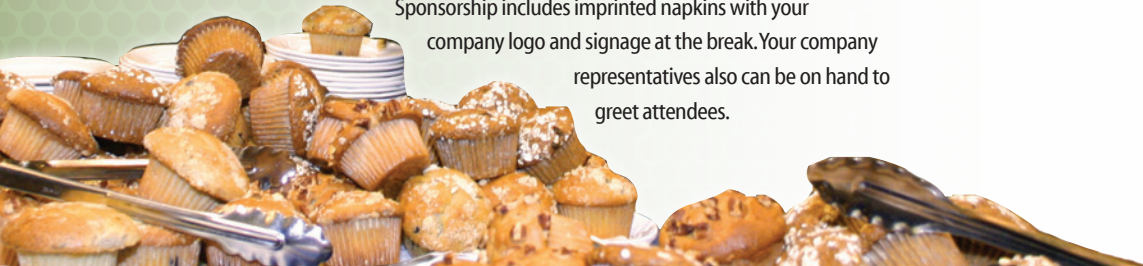 Sponsorship includes imprinted napkins with your
company logo and signage at the break. Your company
representatives also can be on hand to
greet attendees.